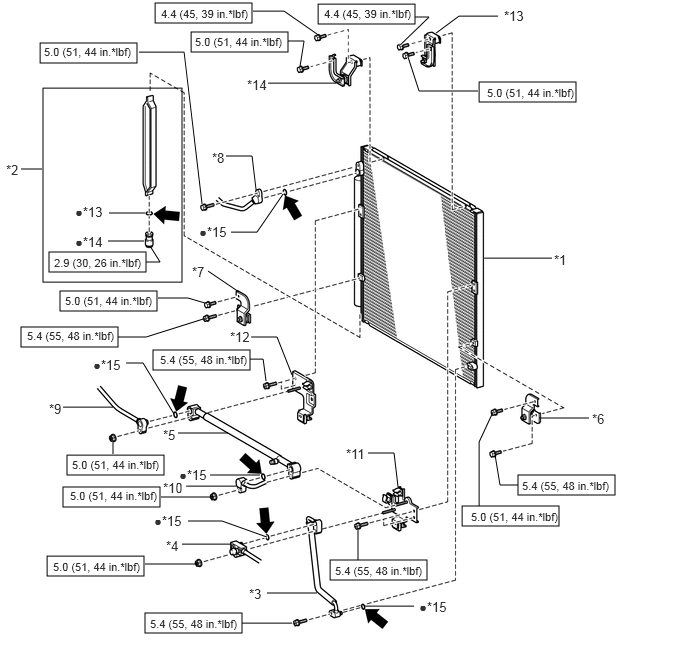 4.4 (45, 39 in.*lbf)
4.4 (45, 39 in.*lbf)
*13
5.0 (51, 44 in.*lbf)
5.0 (51, 44 in.*lbf)
*14
5.0 (51, 44 in.*lbf)
*2
*8
*13
*15
*14
2.9 (30, 26 in.*lbf)
*1
*7
5.0 (51, 44 in.*lbf)
5.4 (55, 48 in.*lbf)
*12
5.4 (55, 48 in.*lbf)
*15
*9
*6
*5
5.0 (51, 44 in.*lbf)
*11
*15
*10
5.4 (55, 48 in.*lbf)
5.0 (51, 44 in.*lbf)
5.0 (51, 44 in.*lbf)
*15
*4
5.0 (51, 44 in.*lbf)
5.4 (55, 48 in.*lbf)
*3
*15
5.4 (55, 48 in.*lbf)